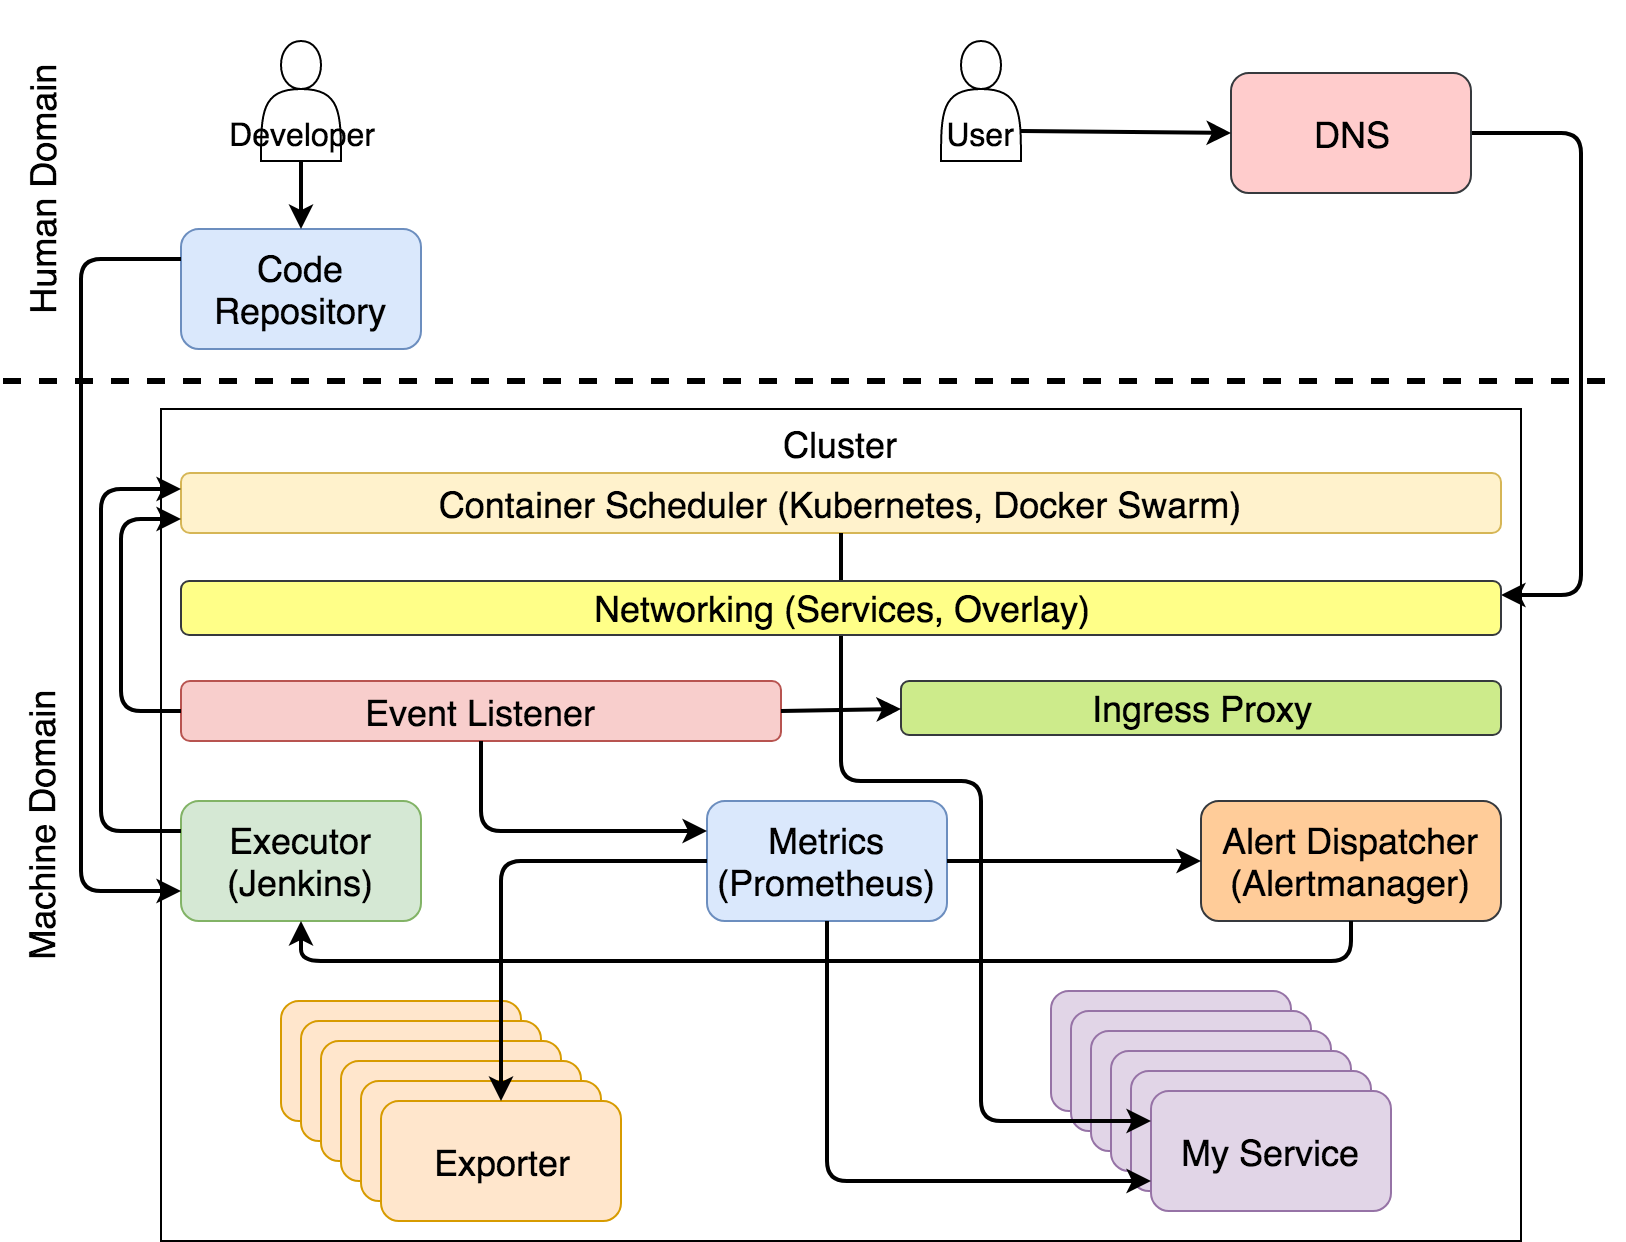 Human Domain
Developer
User
DNS
Code
Repository
Machine Domain
Cluster
Container Scheduler (Kubernetes, Docker Swarm)
Networking (Services, Overlay)
Event Listener
Ingress Proxy
Executor
(Jenkins)
Metrics
(Prometheus)
Alert Dispatcher
(Alertmanager)
Exporter
My Service